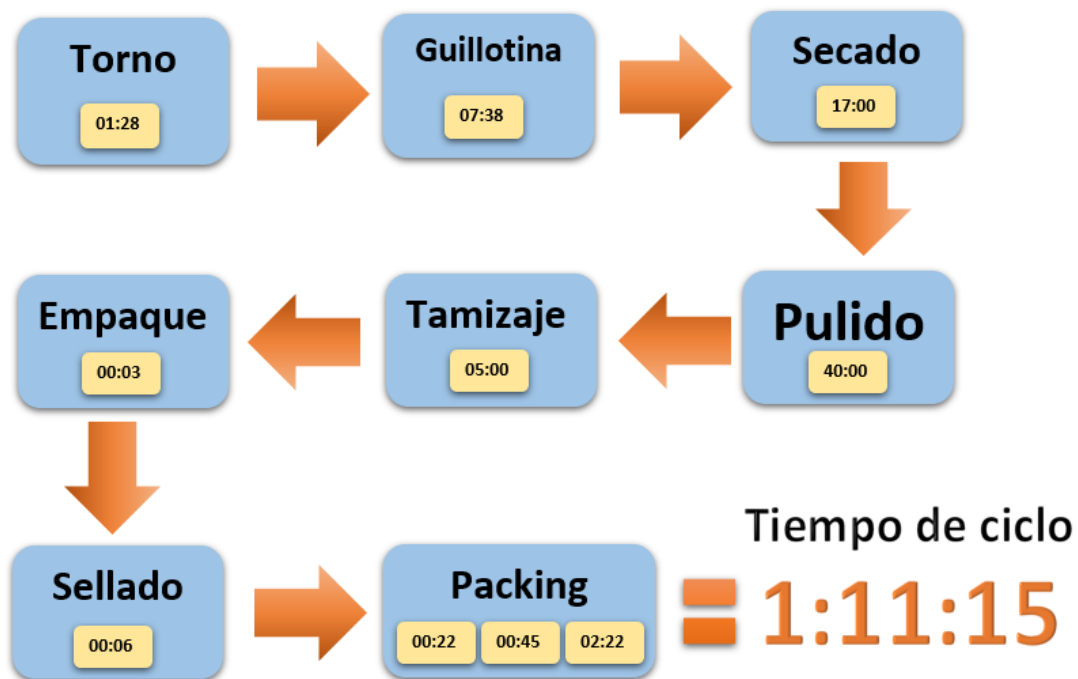 Torno
01:28
Guillotina
07:38
Secado
17:00
Pulido
40:00
Tamizaje
05:00
Empaque
00:03
Sellado
00:06
Packing
00:22 00:45 02:22
Tiempo de ciclo
= 1:11:15